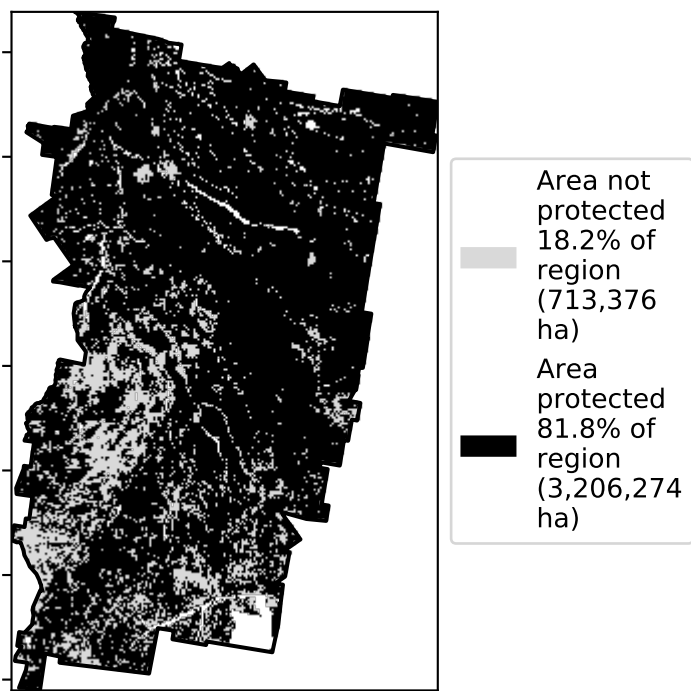 Area not
protected
18.2% of
region
(713,376
ha)
Area
protected
81.8% of
region
(3,206,274
ha)